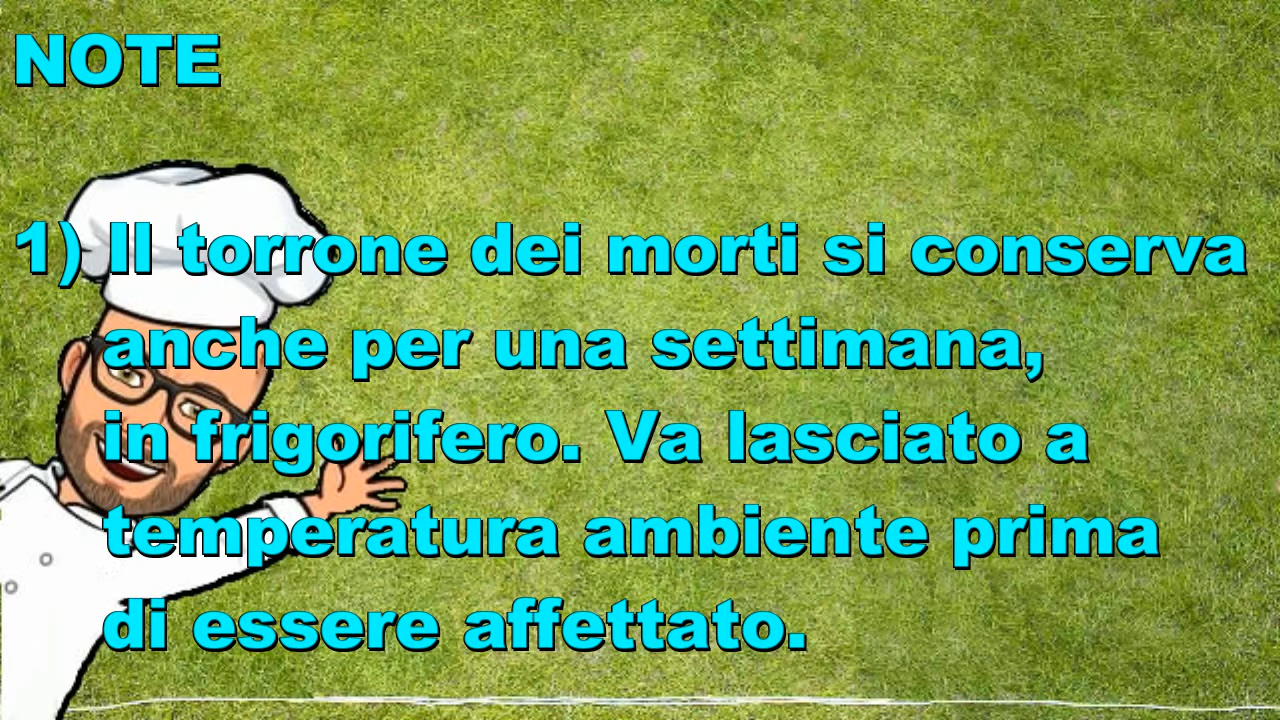 NOTE
1) Il torrone dei morti si conserva
anche per una settimana,
in frigorifero. Va lasciato a
temperatura ambiente prima
di essere affettato.